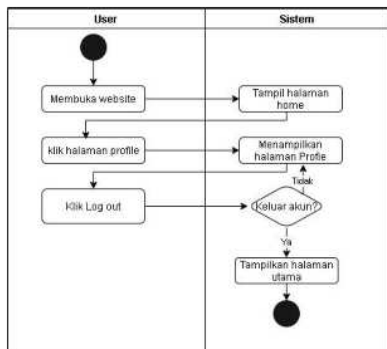 User
Sistem
Membuka website
Tampil halaman
home
klik halaman profile
Menampilkan
halaman Profie
Tidak
Klik Log out
Keluar akun?
Ya
Tampilkan halaman
utama